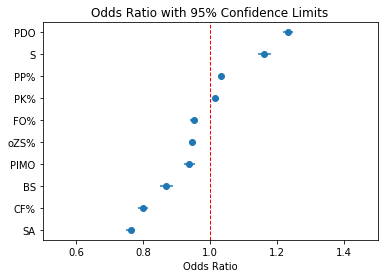 Odds Ratio with 95% Confidence Limits
PDO
S
PP%
PK%
FO%
oZS%
PIMO
BS
CF%
SA
0.6 0.8 1.0 1.2 1.4
Odds Ratio